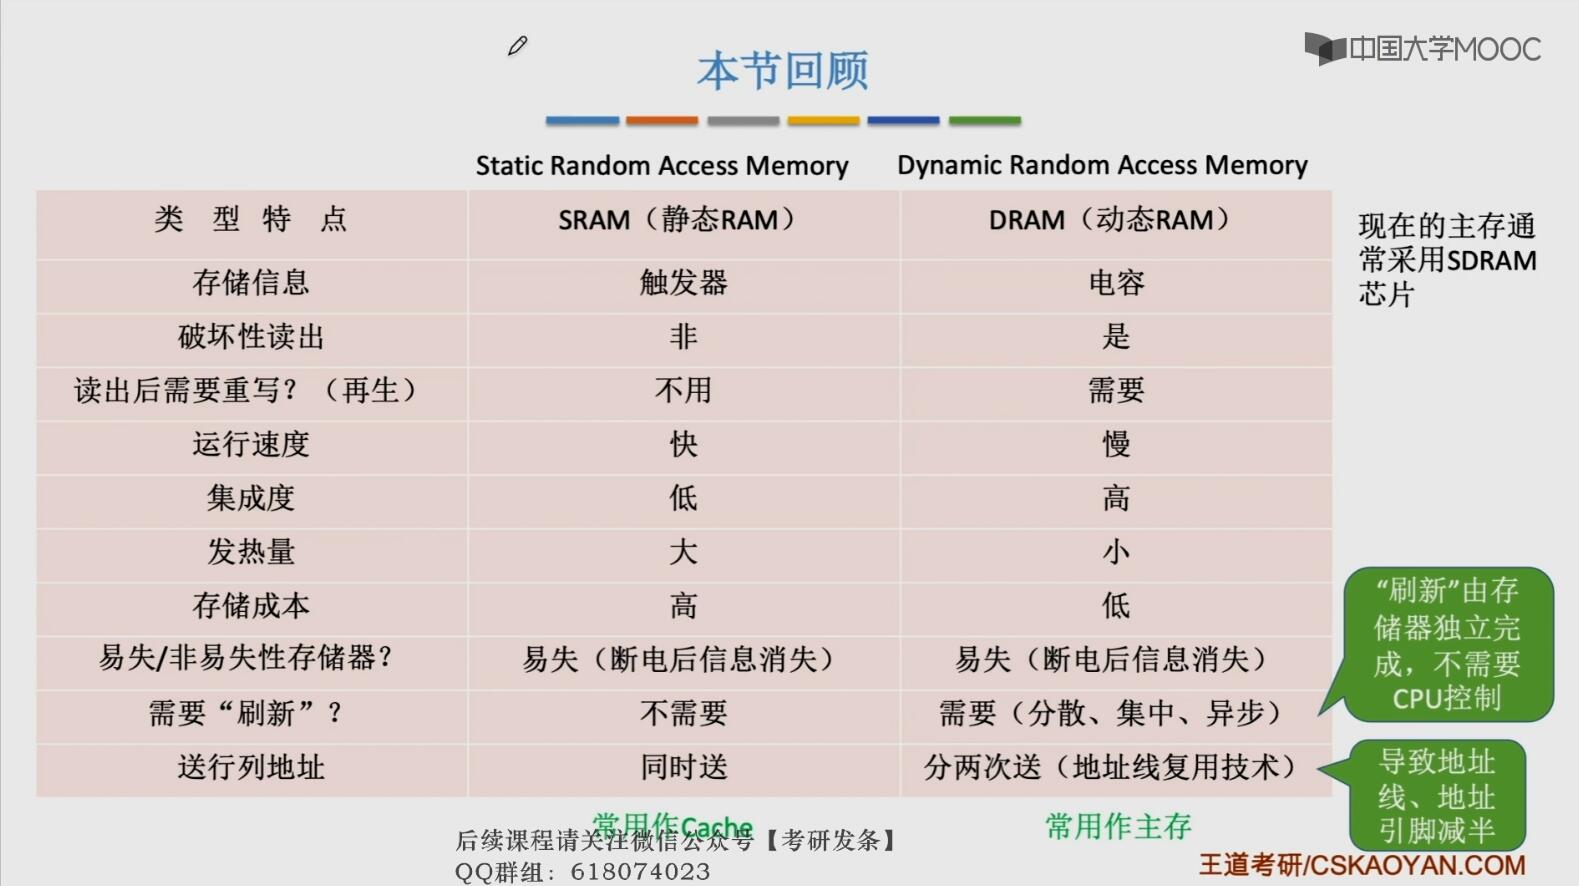 中国大学MOOC
本节回顾
Static Random Access Memory
Dynamic Random Access Memory
类 型 特 点
SRAM（静态RAM）
DRAM（动态RAM）
存储信息
触发器
电容
破坏性读出
非
是
读出后需要重写？（再生）
不用
需要
运行速度
快
慢
集成度
低
高
发热量
大
小
存储成本
高
低
易失/非易失性存储器？
易失（断电后信息消失）
易失（断电后信息消失）
需要“刷新”？
不需要
需要（分散、集中、异步）
送行列地址
同时送
分两次送（地址线复用技术）
现在的主存通
常采用SDRAM
芯片
“刷新”由存
储器独立完
成，不需要
CPU控制
导致地址
线、地址
引脚减半
常用作Cache
常用作主存
后续课程请关注微信公众号【考研发条】
QQ群组：618074023
王道考研/CSKAOYAN.COM